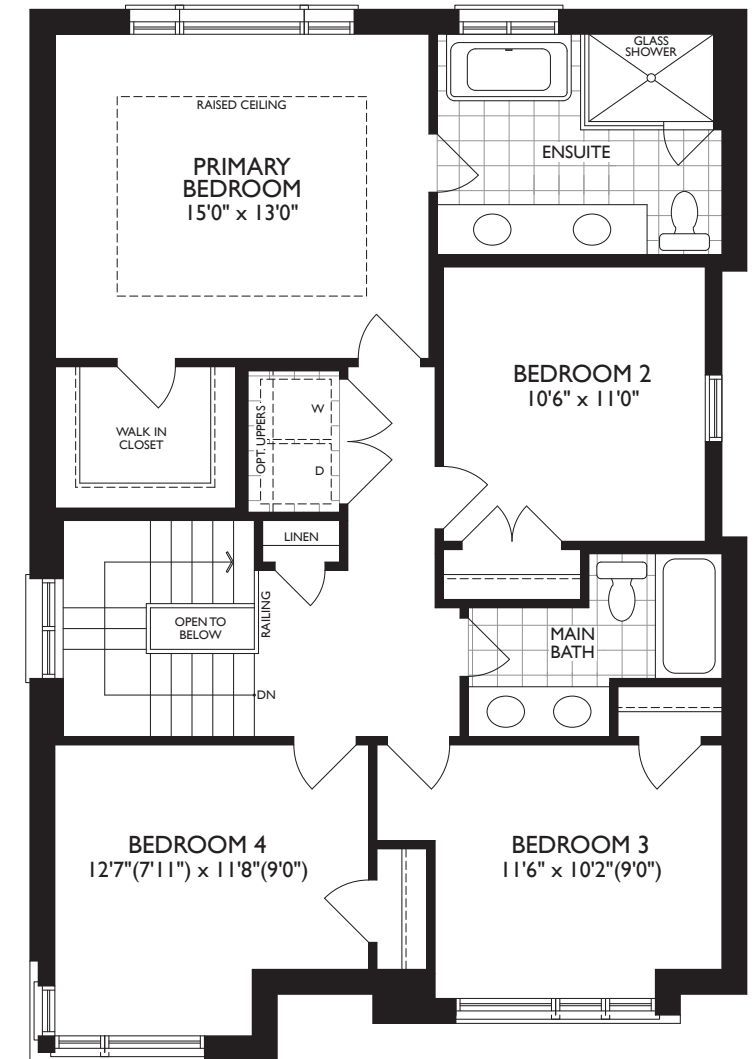 GLASS
SHOWER
RAISED CEILING
PRIMARY
BEDROOM
15'0" x 13'0"
ENSUITE
BEDROOM 2
10'6" x 11'0"
WALK IN
CLOSET
OPT. UPPERS
W
D
LINEN
RAILING
OPEN TO
BELOW
MAIN
BATH
DN
BEDROOM 4
12'7"(7'11") x 11'8"(9'0")
BEDROOM 3
11'6" x 10'2"(9'0")